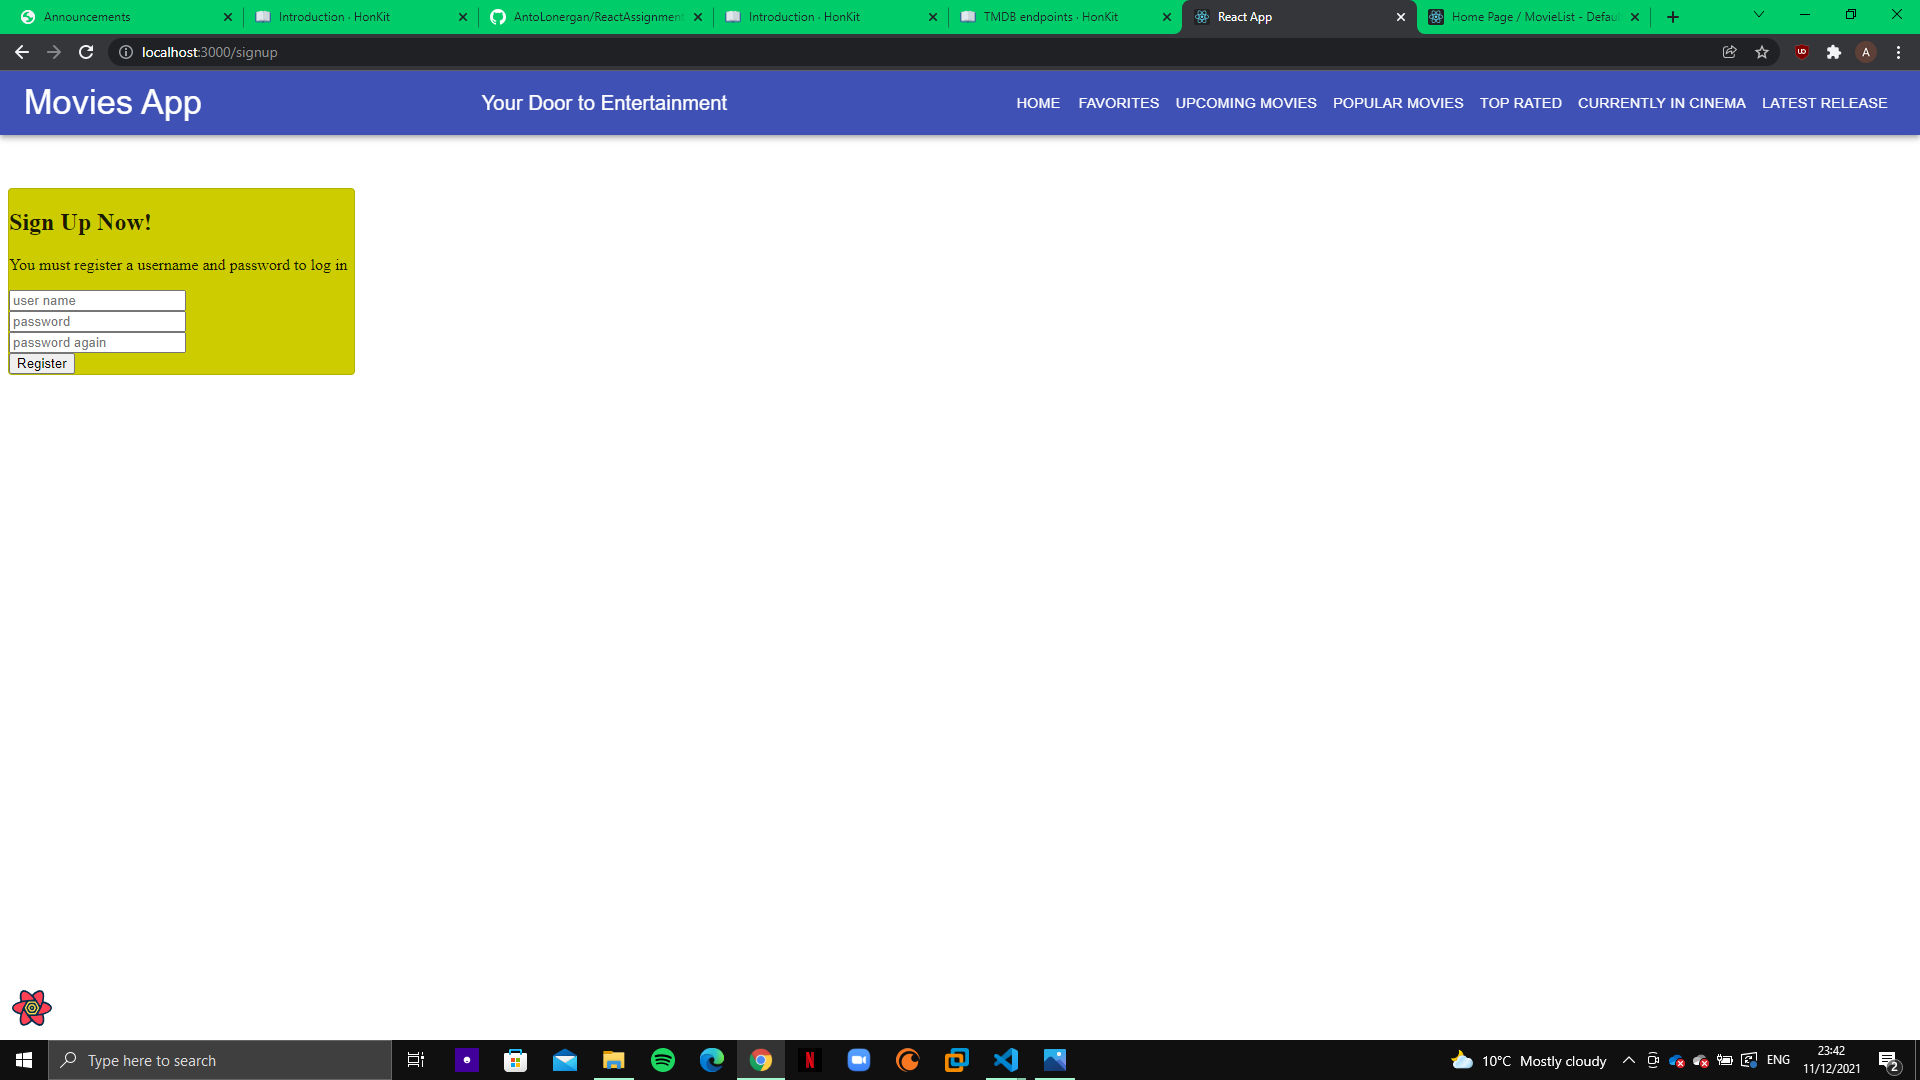 Announcements
Introduction · HonKit
AntoLonergan/ReactAssignment
Introduction · HonKit
TMDB endpoints · HonKit
React App
Home Page / MovieList - Defau
localhost:3000/signup
A
Movies App
Your Door to Entertainment
HOME
FAVORITES
UPCOMING MOVIES
POPULAR MOVIES
TOP RATED
CURRENTLY IN CINEMA
LATEST RELEASE
Sign Up Now!
You must register a username and password to log in
user name
password
password again
Register
Type here to search
10°C Mostly cloudy
ENG
23:42
11/12/2021
2